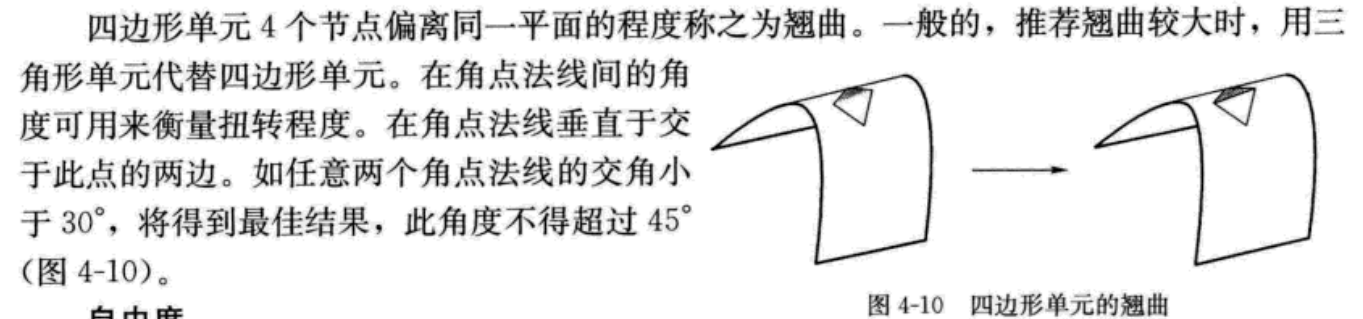 四边形单元 4 个节点偏离同一平面的程度称之为翘曲。一般的，推荐翘曲较大时，用三
角形单元代替四边形单元。在角点法线间的角
度可用来衡量扭转程度。在角点法线垂直于交
于此点的两边。如任意两个角点法线的交角小
于 30°，将得到最佳结果，此角度不得超过 45°
（图 4-10）。
图 4-10 四边形单元的翘曲
自由度